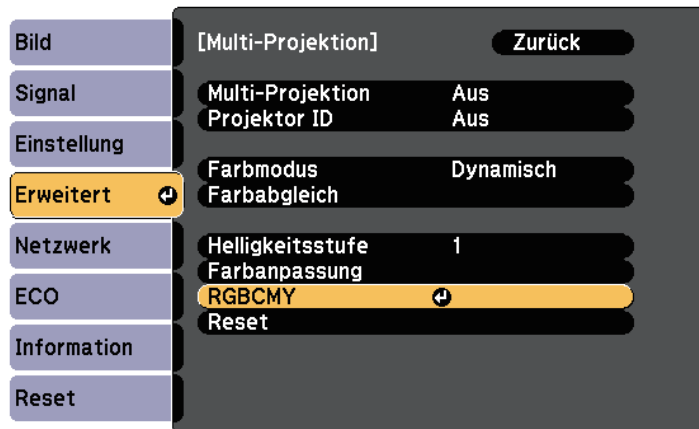 Bild
Signal
Einstellung
Erweitert
Netzwerk
ECO
Information
Reset
[Multi-Projektion] Zurück
Multi-Projektion Aus
Projektor ID Aus
Farbmodus Dynamisch
Farbabgleich
Helligkeitsstufe 1
Farbanpassung
RGBCMY
Reset